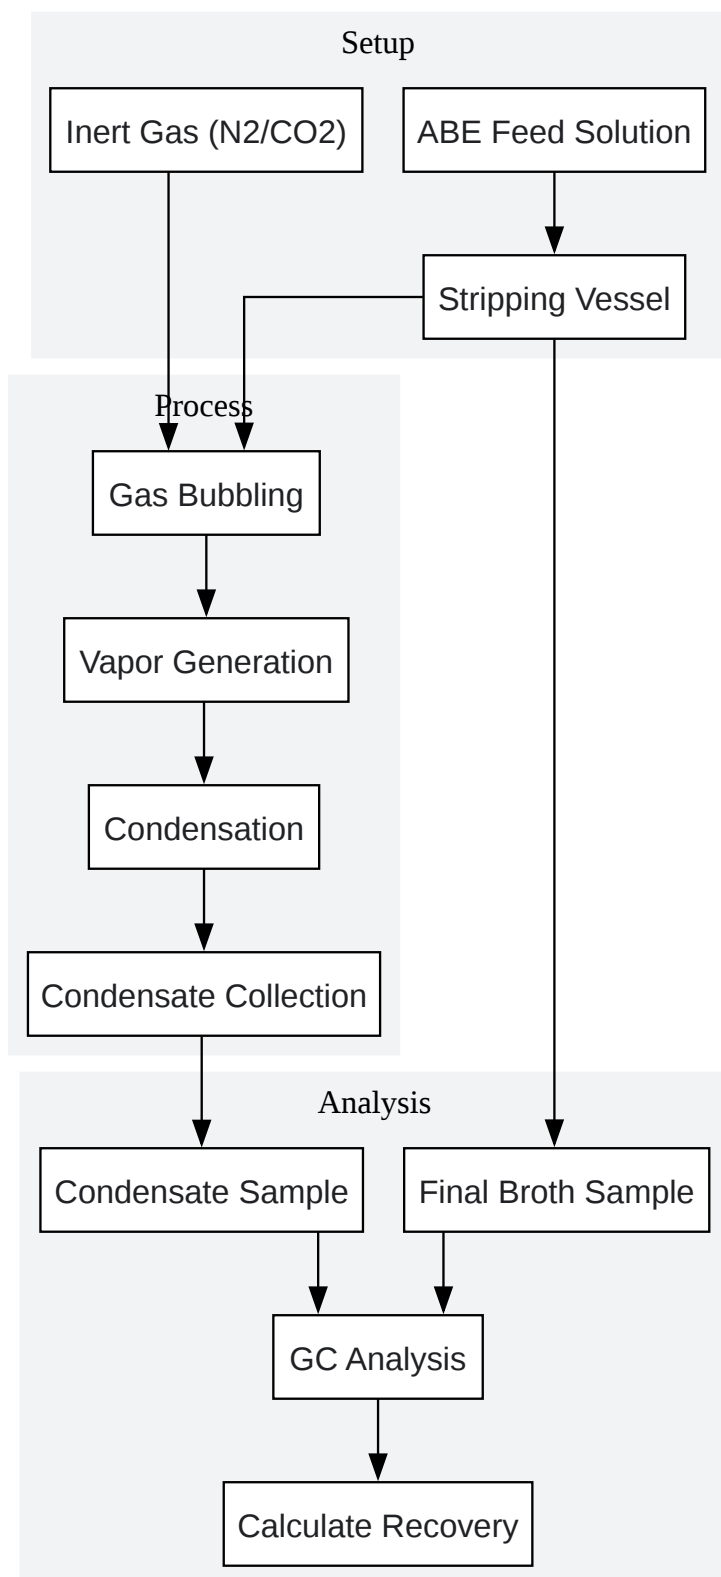 Setup
Inert Gas (N2/CO2)
ABE Feed Solution
Stripping Vessel
Process
Gas Bubbling
Vapor Generation
Condensation
Condensate Collection
Analysis
Condensate Sample
Final Broth Sample
GC Analysis
Calculate Recovery